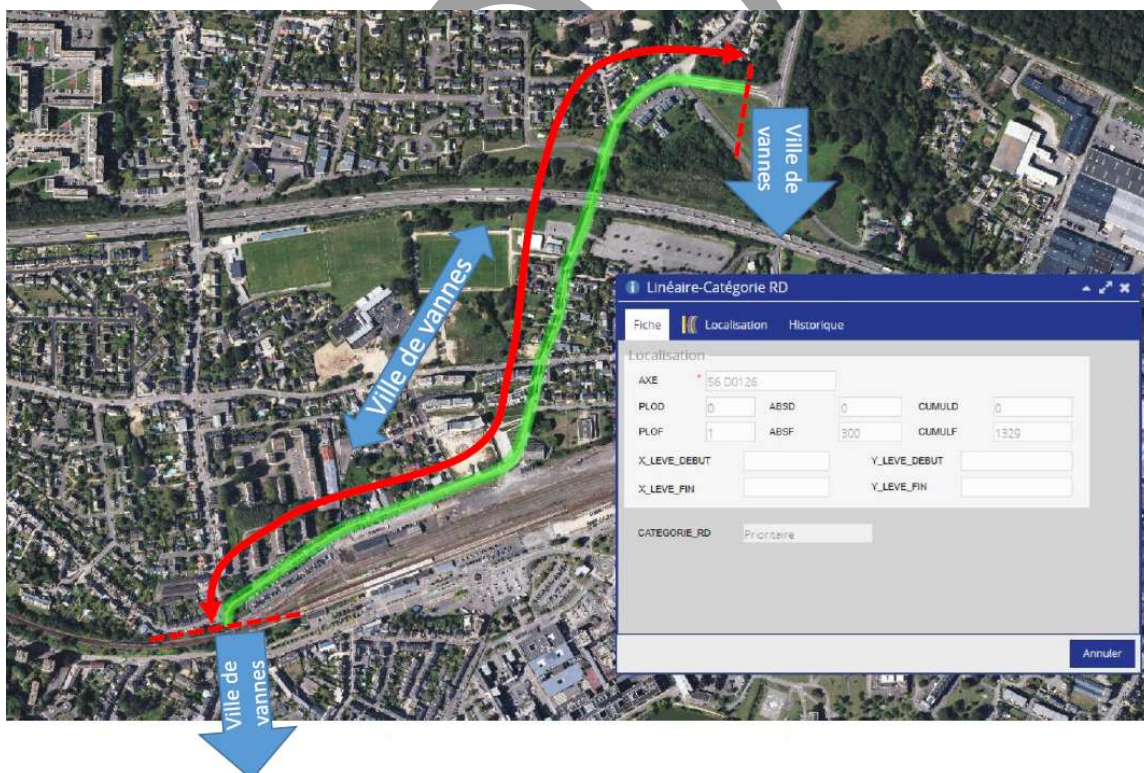 Ville de
vannes
Ville de vannes
Linéaire-Catégorie RD
Fiche
Localisation
Historique
Localisation
AXE * 56 D0126
PLOD 0 ABSD 0 CUMULD 0
PLOF 1 ABSF 300 CUMULF 1329
X_LEVE_DEBUT Y_LEVE_DEBUT
X_LEVE_FIN Y_LEVE_FIN
CATEGORIE_RD Prioritaire
Annuler
Ville de
vannes